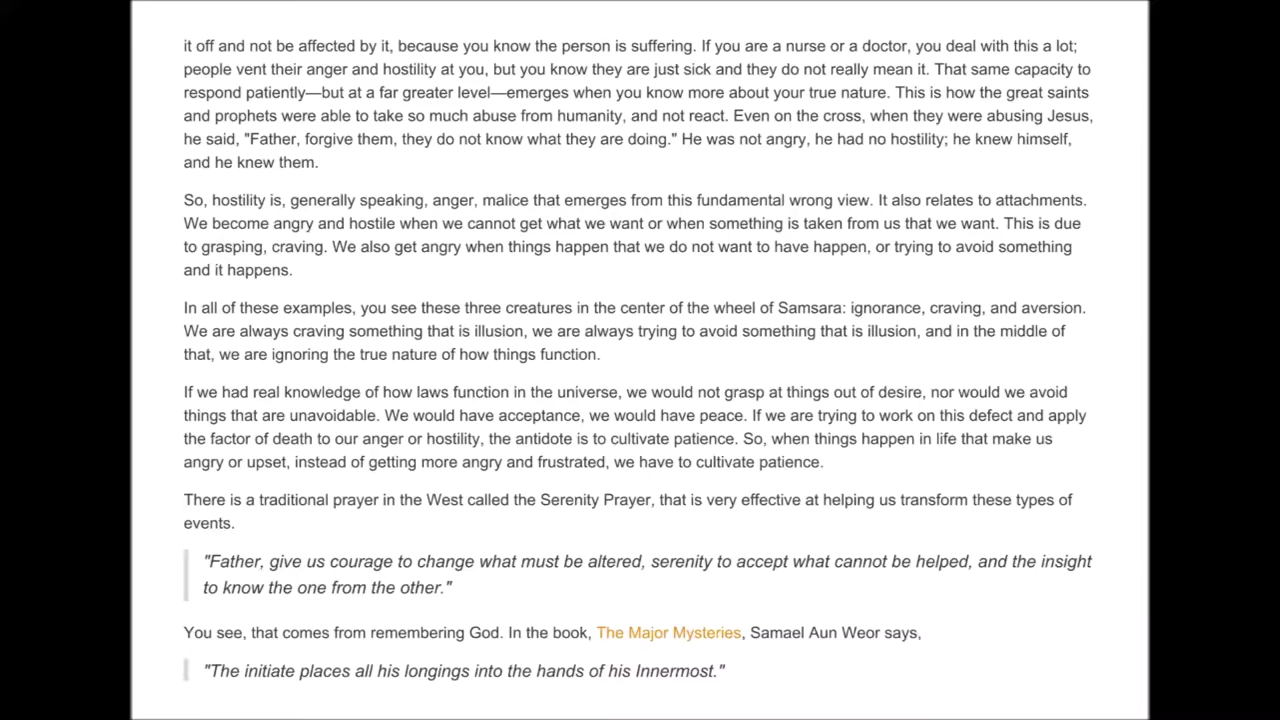 it off and not be affected by it, because you know the person is suffering. If you are a nurse or a doctor, you deal with this a lot;
people vent their anger and hostility at you, but you know they are just sick and they do not really mean it. That same capacity to
respond patiently—but at a far greater level—emerges when you know more about your true nature. This is how the great saints
and prophets were able to take so much abuse from humanity, and not react. Even on the cross, when they were abusing Jesus,
he said, "Father, forgive them, they do not know what they are doing." He was not angry, he had no hostility; he knew himself,
and he knew them.
So, hostility is, generally speaking, anger, malice that emerges from this fundamental wrong view. It also relates to attachments.
We become angry and hostile when we cannot get what we want or when something is taken from us that we want. This is due
to grasping, craving. We also get angry when things happen that we do not want to have happen, or trying to avoid something
and it happens.
In all of these examples, you see these three creatures in the center of the wheel of Samsara: ignorance, craving, and aversion.
We are always craving something that is illusion, we are always trying to avoid something that is illusion, and in the middle of
that, we are ignoring the true nature of how things function.
If we had real knowledge of how laws function in the universe, we would not grasp at things out of desire, nor would we avoid
things that are unavoidable. We would have acceptance, we would have peace. If we are trying to work on this defect and apply
the factor of death to our anger or hostility, the antidote is to cultivate patience. So, when things happen in life that make us
angry or upset, instead of getting more angry and frustrated, we have to cultivate patience.
There is a traditional prayer in the West called the Serenity Prayer, that is very effective at helping us transform these types of
events.
"Father, give us courage to change what must be altered, serenity to accept what cannot be helped, and the insight
to know the one from the other."
You see, that comes from remembering God. In the book, The Major Mysteries, Samael Aun Weor says,
"The initiate places all his longings into the hands of his Innermost."